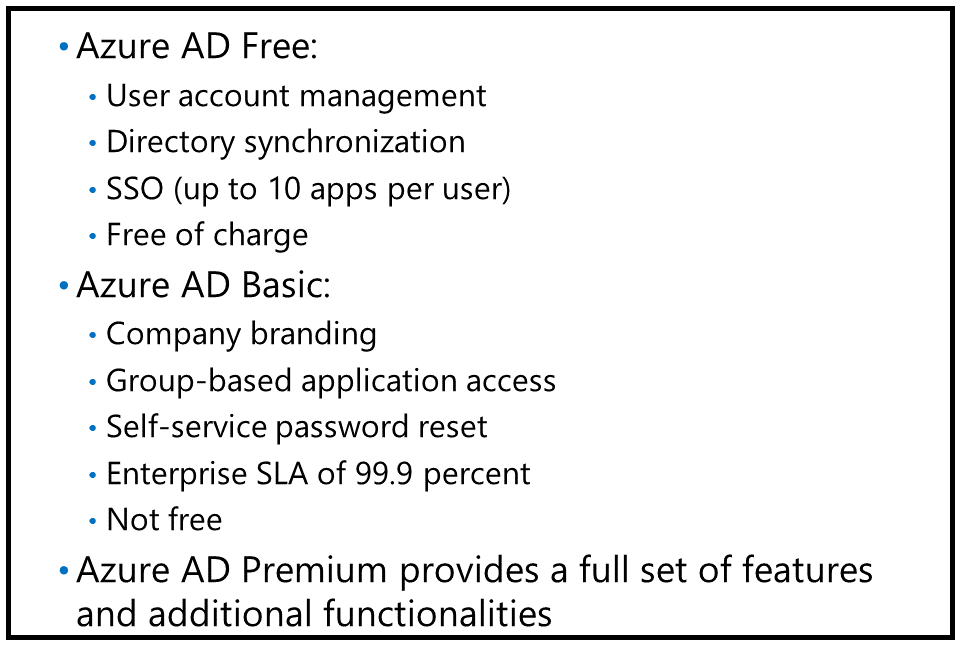 • Azure AD Free:
• User account management
• Directory synchronization
• SSO (up to 10 apps per user)
• Free of charge
• Azure AD Basic:
• Company branding
• Group-based application access
• Self-service password reset
• Enterprise SLA of 99.9 percent
• Not free
• Azure AD Premium provides a full set of features
and additional functionalities